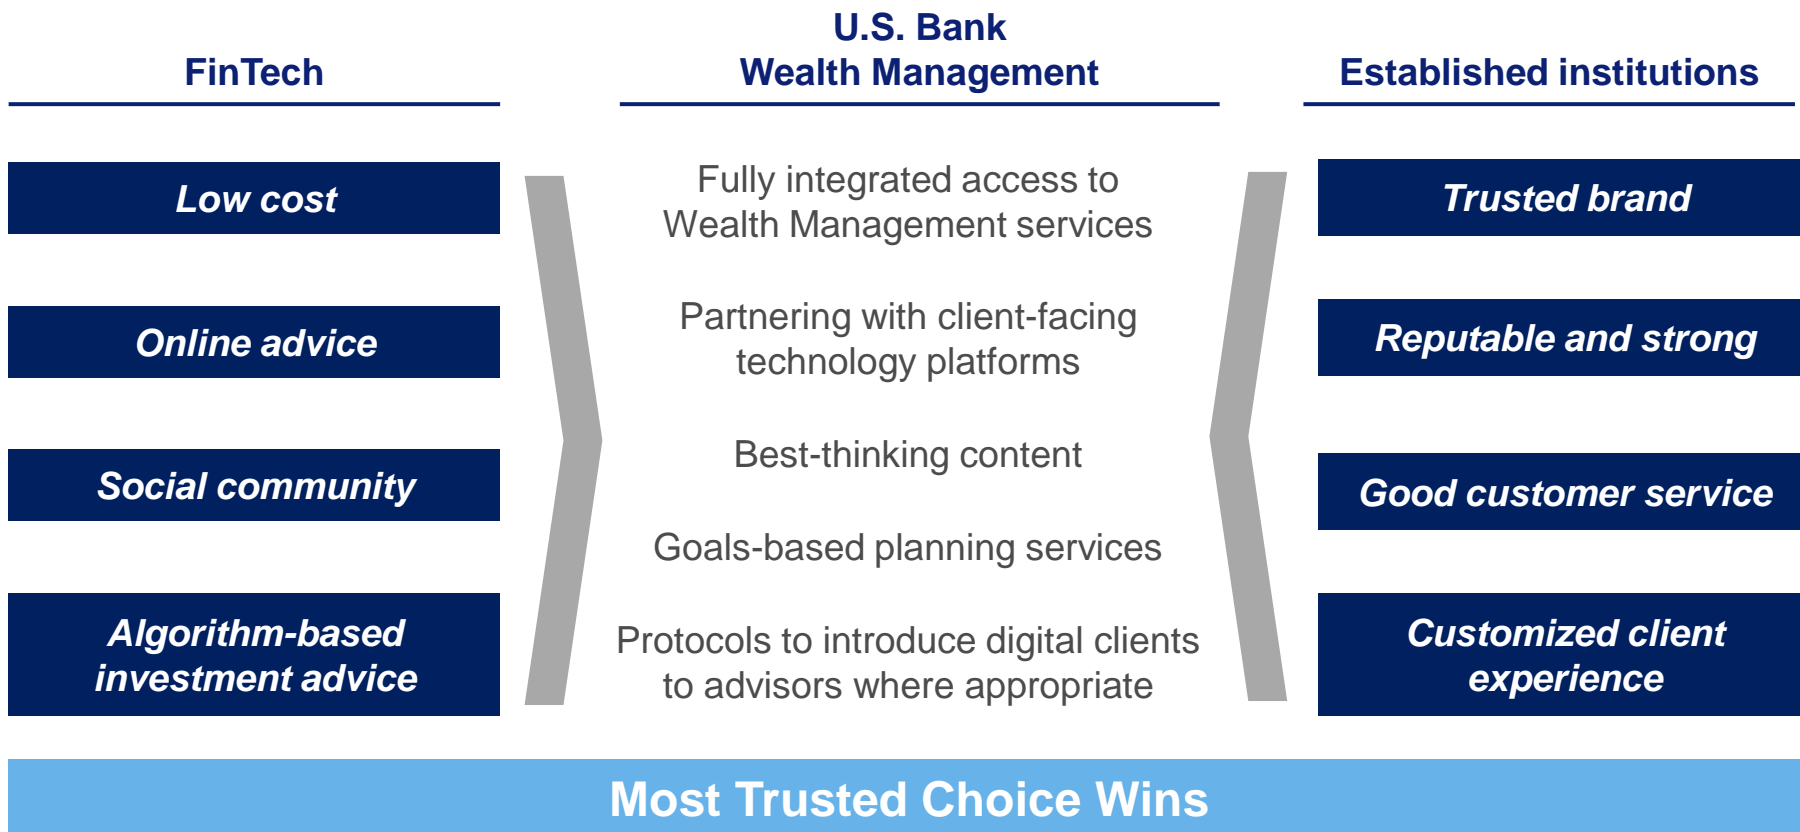 FinTech
U.S. Bank
Wealth Management
Established institutions
Low cost
Online advice
Social community
Algorithm-based
investment advice
Fully integrated access to
Wealth Management services
Partnering with client-facing
technology platforms
Best-thinking content
Goals-based planning services
Protocols to introduce digital clients
to advisors where appropriate
Trusted brand
Reputable and strong
Good customer service
Customized client
experience
Most Trusted Choice Wins